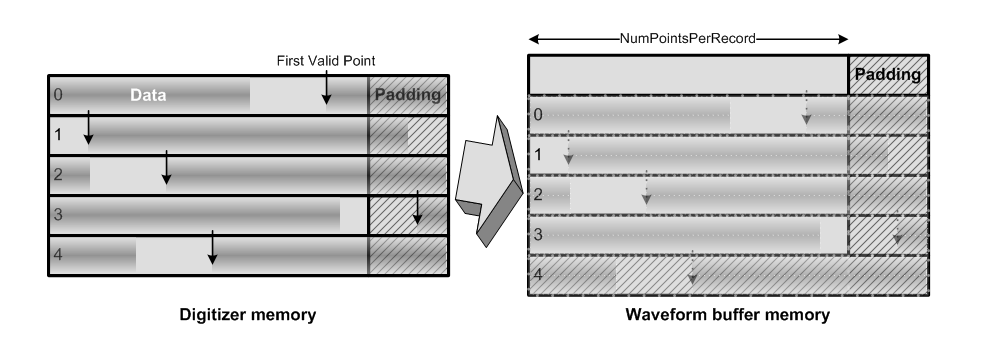 NumPointsPerRecord
First Valid Point
Padding
0 Data Padding
0
1
1
2
2
3
3
4
4
Digitizer memory
Waveform buffer memory